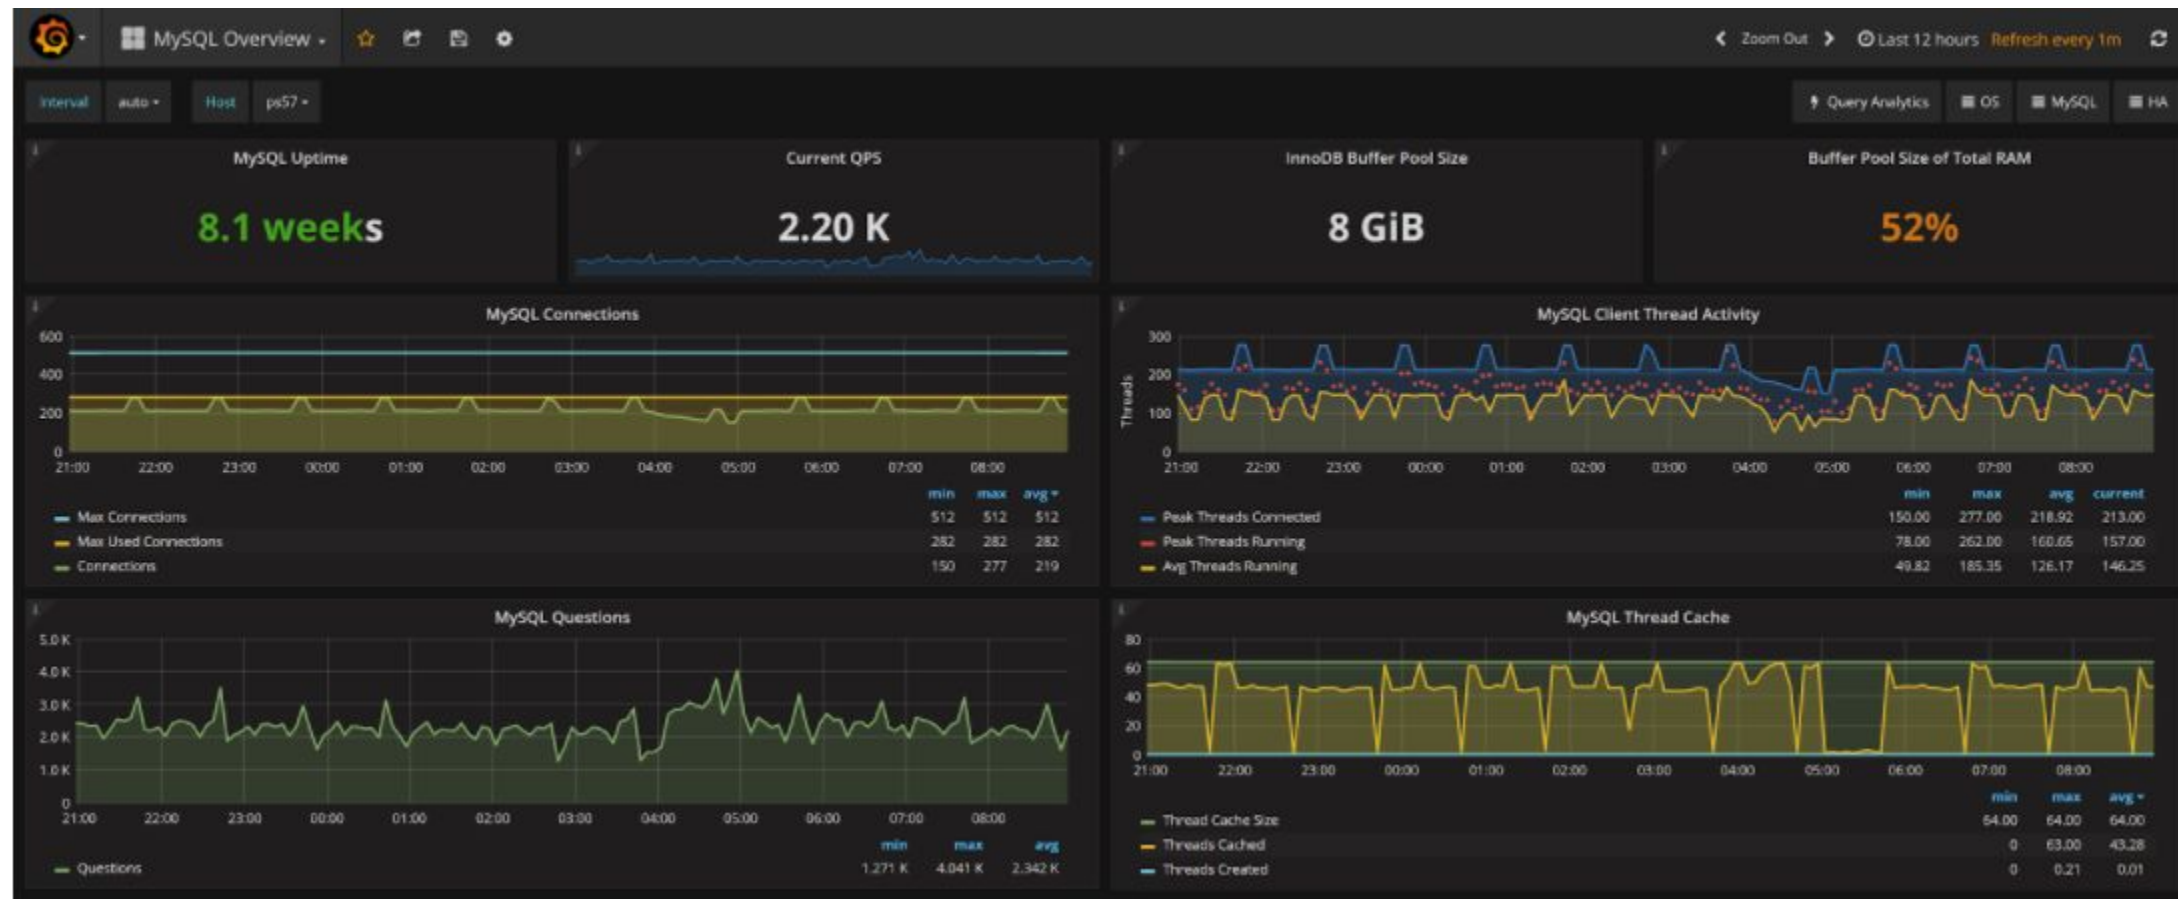 MySQL Overview
Zoom Out Last 12 hours Refresh every 1m
Interval auto Host ps57
Query Analytics OS MySQL HA
MySQL Uptime
8.1 weeks
Current QPS
2.20 K
InnoDB Buffer Pool Size
8 GiB
Buffer Pool Size of Total RAM
52%
MySQL Connections
600
400
200
0
21:00 22:00 23:00 00:00 01:00 02:00 03:00 04:00 05:00 06:00 07:00 08:00
min max avg
Max Connections 512 512 512
Max Used Connections 282 282 282
Connections 150 277 219
MySQL Client Thread Activity
Threads
300
200
100
0
21:00 22:00 23:00 00:00 01:00 02:00 03:00 04:00 05:00 06:00 07:00 08:00
min max avg current
Peak Threads Connected 150.00 277.00 218.92 213.00
Peak Threads Running 78.00 262.00 160.65 157.00
Avg Threads Running 49.82 185.35 126.17 146.25
MySQL Questions
5.0 K
4.0 K
3.0 K
2.0 K
1.0 K
0
21:00 22:00 23:00 00:00 01:00 02:00 03:00 04:00 05:00 06:00 07:00 08:00
min max avg
Questions 1.271 K 4.041 K 2.342 K
MySQL Thread Cache
80
60
40
20
0
21:00 22:00 23:00 00:00 01:00 02:00 03:00 04:00 05:00 06:00 07:00 08:00
min max avg
Thread Cache Size 64.00 64.00 64.00
Threads Cached 0 63.00 43.28
Threads Created 0 0.21 0.01